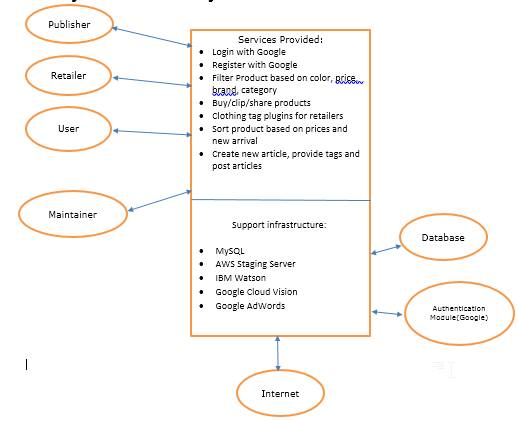 Publisher
Services Provided:
Login with Google
Register with Google
Retailer
Filter Product based on color, price,
brand, category
Buy/clip/share products
Clothing tag plugins for retailers
User
Sort product based on prices and
new arrival
Create new article, provide tags and
post articles
Maintainer
Support infrastructure:
Database
MySQL
AWS Staging Server
IBM Watson
Google Cloud Vision
Google AdWords
Authentication
Module(Google)
Internet